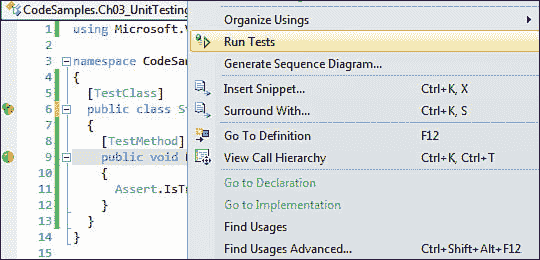 CodeSamples.Ch03_UnitTesting
1 using Microsoft.V
2
3 namespace CodeSam
4 {
5 [TestClass]
6 public class S
7 {
8 [TestMethod]
9 public void
10 {
11 Assert.IsT
12 }
13 }
14 }
Organize Usings
Run Tests
Generate Sequence Diagram...
Insert Snippet... Ctrl+K, X
Surround With... Ctrl+K, S
Go To Definition F12
View Call Hierarchy Ctrl+K, Ctrl+T
Go to Declaration
Go to Implementation
Find Usages
Find Usages Advanced... Ctrl+Shift+Alt+F12